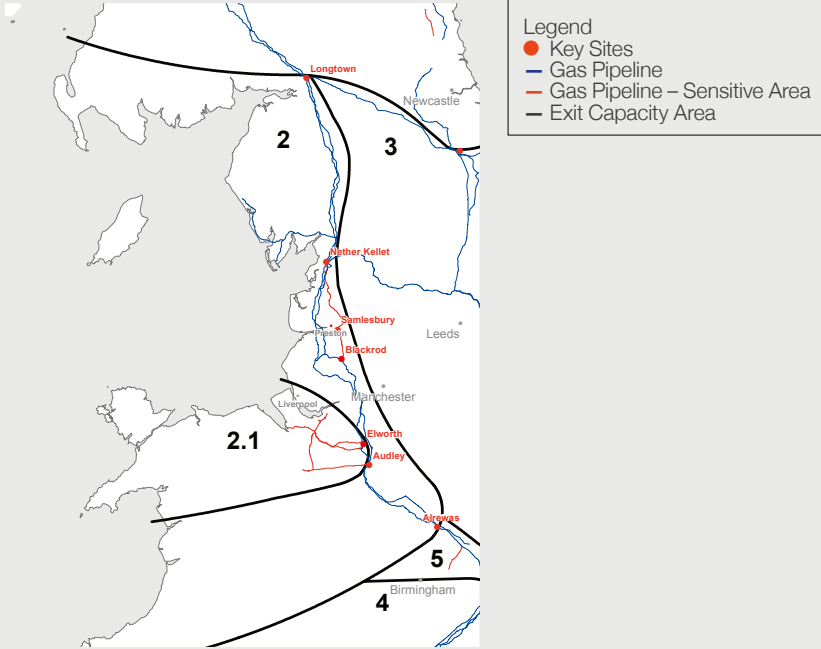 Legend
Key Sites
Gas Pipeline
Gas Pipeline – Sensitive Area
Exit Capacity Area
Longtown
Newcastle
2
3
Nether Kellet
Samlesbury
Preston
Leeds
Blackrod
Manchester
Liverpool
Elworth
2.1
Audley
Alrewas
5
Birmingham
4